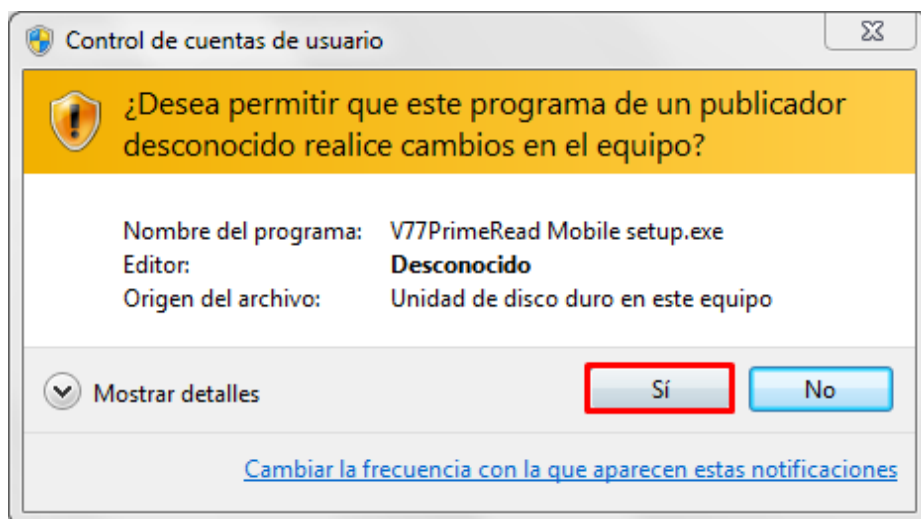 Control de cuentas de usuario
¿Desea permitir que este programa de un publicador
desconocido realice cambios en el equipo?
Nombre del programa: V77PrimeRead Mobile setup.exe
Editor: Desconocido
Origen del archivo: Unidad de disco duro en este equipo
Mostrar detalles Sí No
Cambiar la frecuencia con la que aparecen estas notificaciones